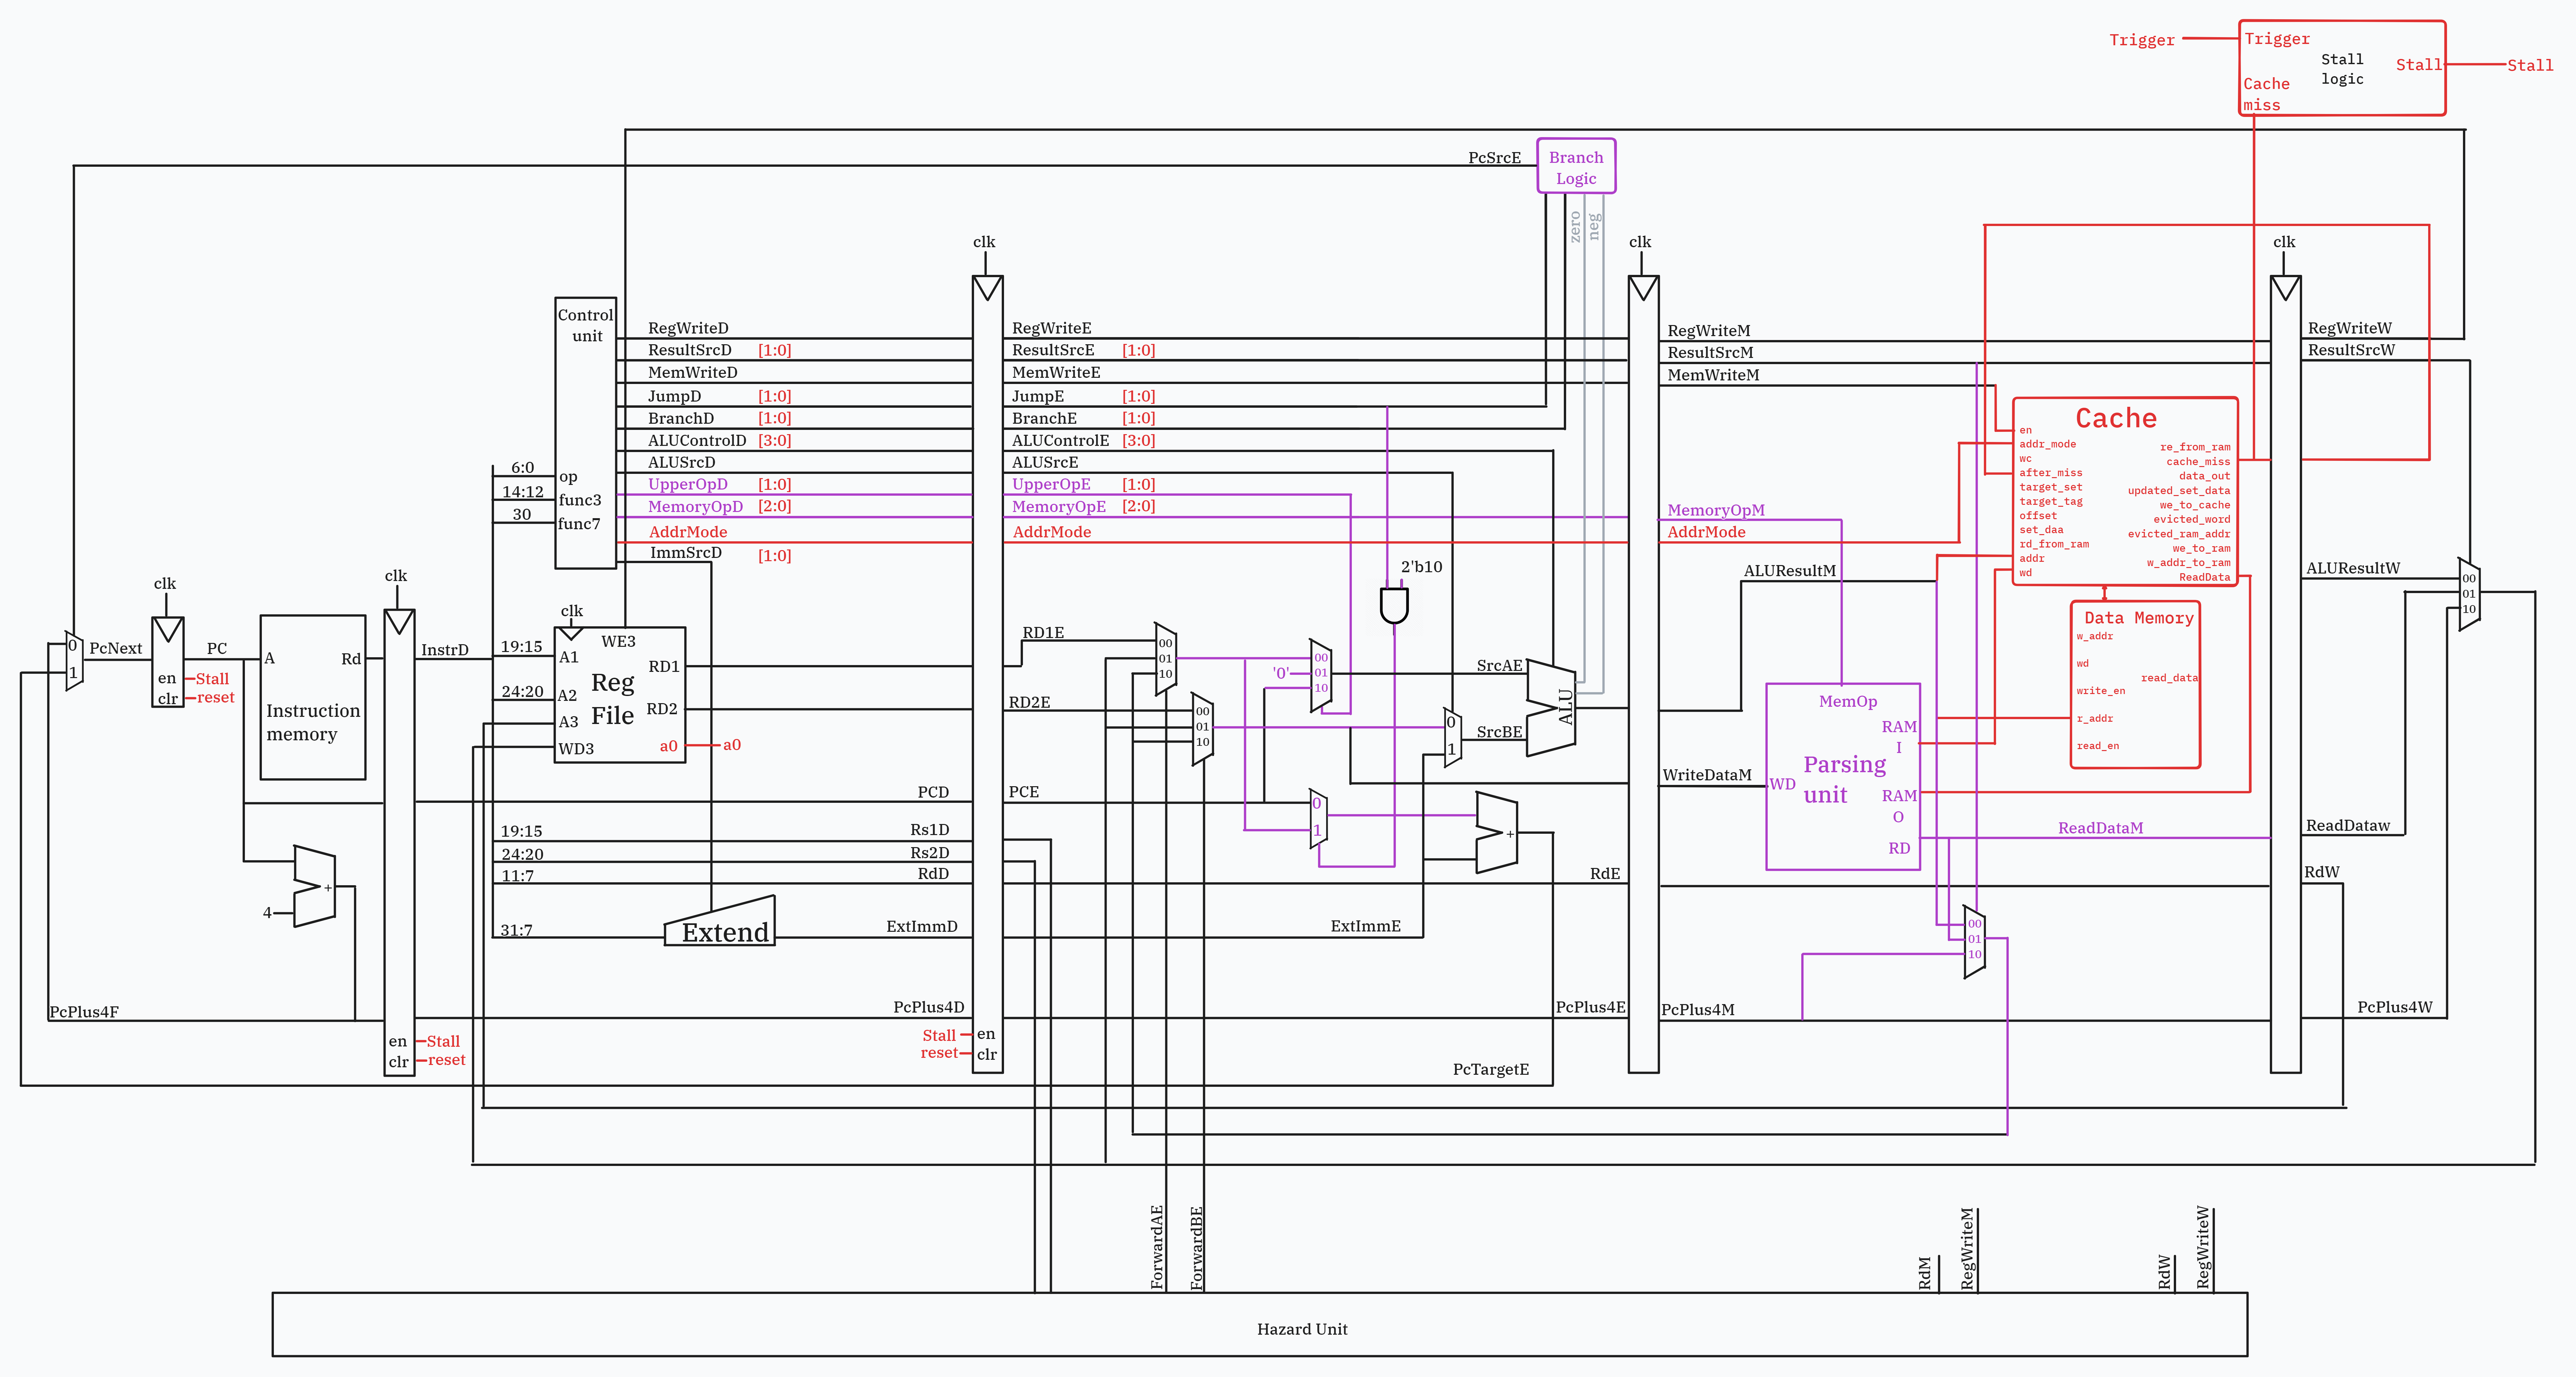 Trigger
Trigger
Stall
logic
Stall
Stall
Cache
miss
PcSrcE
Branch
Logic
zero
neg
clk
clk
clk
Control
unit
op
func3
func7
6:0
14:12
30
RegWriteD
ResultSrcD [1:0]
MemWriteD
JumpD [1:0]
BranchD [1:0]
ALUControlD [3:0]
ALUSrcD
UpperOpD [1:0]
MemoryOpD [2:0]
AddrMode
ImmSrcD [1:0]
RegWriteE
ResultSrcE [1:0]
MemWriteE
JumpE [1:0]
BranchE [1:0]
ALUControlE [3:0]
ALUSrcE
UpperOpE [1:0]
MemoryOpE [2:0]
AddrMode
RegWriteM
ResultSrcM
MemWriteM
MemoryOpM
AddrMode
ALUResultM
RegWriteW
ResultSrcW
Cache
en
addr_mode
wc
after_miss
target_set
target_tag
offset
set_daa
rd_from_ram
addr
wd
re_from_ram
cache_miss
data_out
updated_set_data
we_to_cache
evicted_word
evicted_ram_addr
we_to_ram
w_addr_to_ram
ReadData
Data Memory
w_addr
wd
read_data
write_en
r_addr
read_en
ALUResultW
00
01
10
0
1
PcNext
clk
en
Stall
clr
reset
PC
A
Rd
Instruction
memory
clk
InstrD
19:15
24:20
clk
WE3
A1
A2
A3
WD3
Reg
File
RD1
RD2
a0
a0
RD1E
RD2E
00
01
10
00
01
10
'0'
00
01
10
2'b10
0
1
SrcAE
SrcBE
ALU
WriteDataM
MemOp
WD
Parsing
unit
RAM
I
RAM
O
RD
ReadDataM
ReadDataw
RdW
PCD
PCE
0
1
+
4
+
19:15
24:20
11:7
31:7
Rs1D
Rs2D
RdD
RdE
Extend
ExtImmD
ExtImmE
00
01
10
PcPlus4F
PcPlus4D
PcPlus4E
PcPlus4M
PcPlus4W
en
Stall
clr
reset
Stall
en
reset
clr
PcTargetE
ForwardAE
ForwardBE
RdM
RegWriteM
RdW
RegWriteW
Hazard Unit